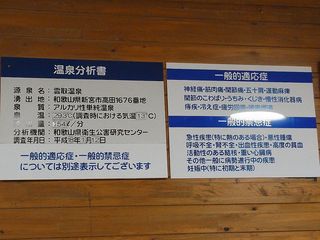 温泉分析書
源泉名：雲取温泉
湧出地：和歌山県新宮市高田1676番地
泉質：アルカリ性単純温泉
泉温：29.3℃(調査時における気温13℃)
湧出量：154ℓ／分
分析機関：和歌山県衛生公害研究センター
調査年月日：平成8年1月12日
一般的適応症・一般的禁忌症
については別途表示してございます
一般的適応症
神経痛・筋肉痛・関節痛・五十肩・運動麻痺
関節のこわばり・うちみ・くじき・慢性消化器病
痔疾・冷え症・疲労回復・健康増進
一般的禁忌症
急性疾患(特に熱のある場合)・悪性腫瘍
呼吸不全・腎不全・出血性疾患・高度の貧血
活動性のある結核・重い心臓病
その他一般に病勢進行中の疾患
妊娠中(特に初期と末期)